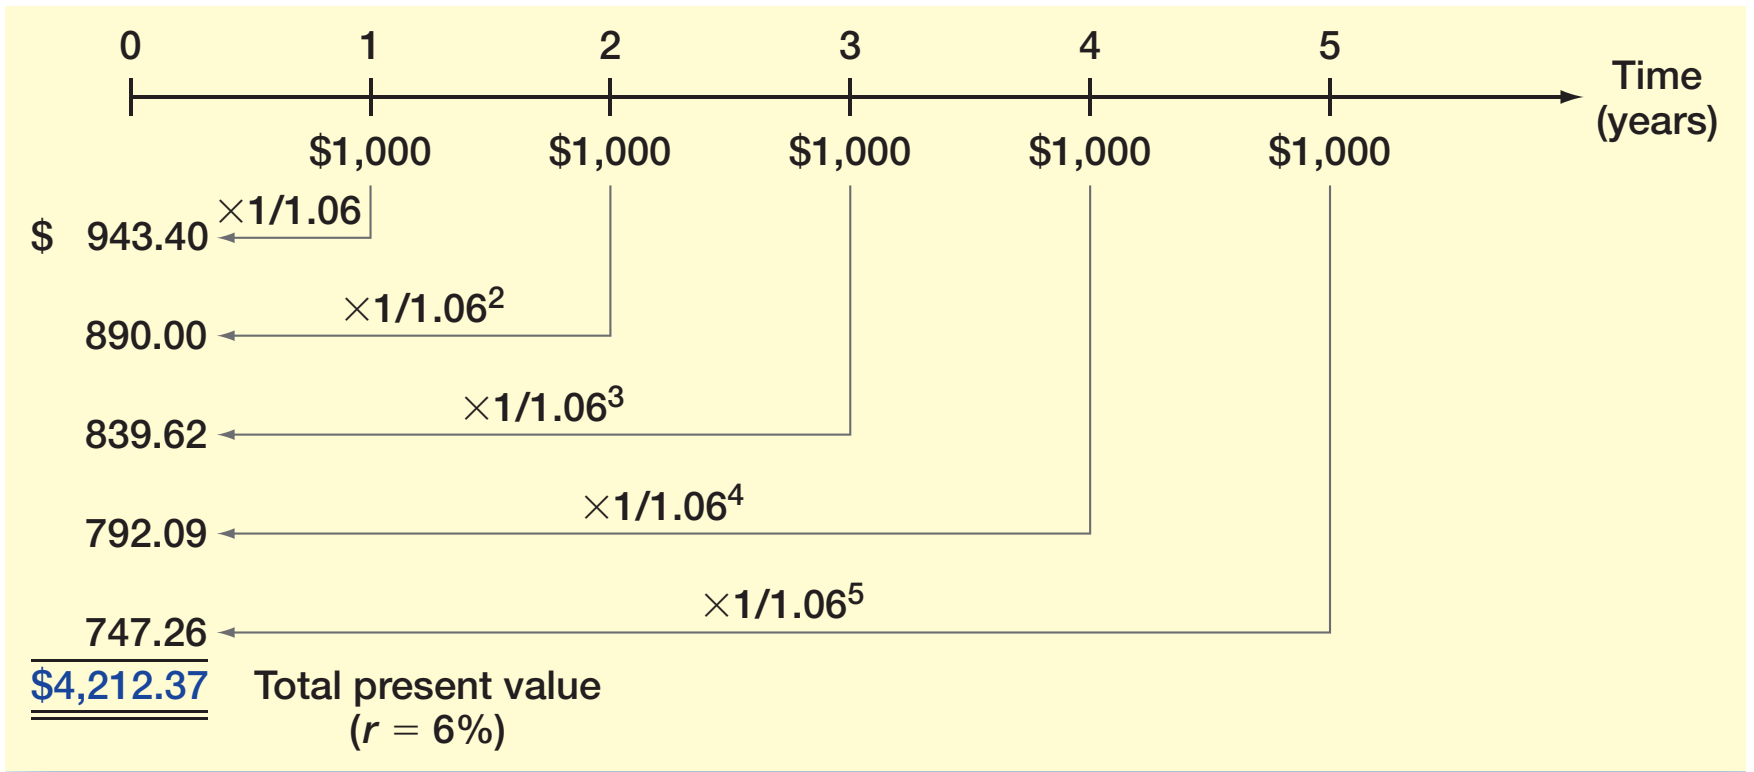 0 1 2 3 4 5
Time
(years)
$1,000 $1,000 $1,000 $1,000 $1,000
×1/1.06
$ 943.40
×1/1.06²
890.00
×1/1.06³
839.62
×1/1.06⁴
792.09
×1/1.06⁵
747.26
$4,212.37 Total present value
(r = 6%)